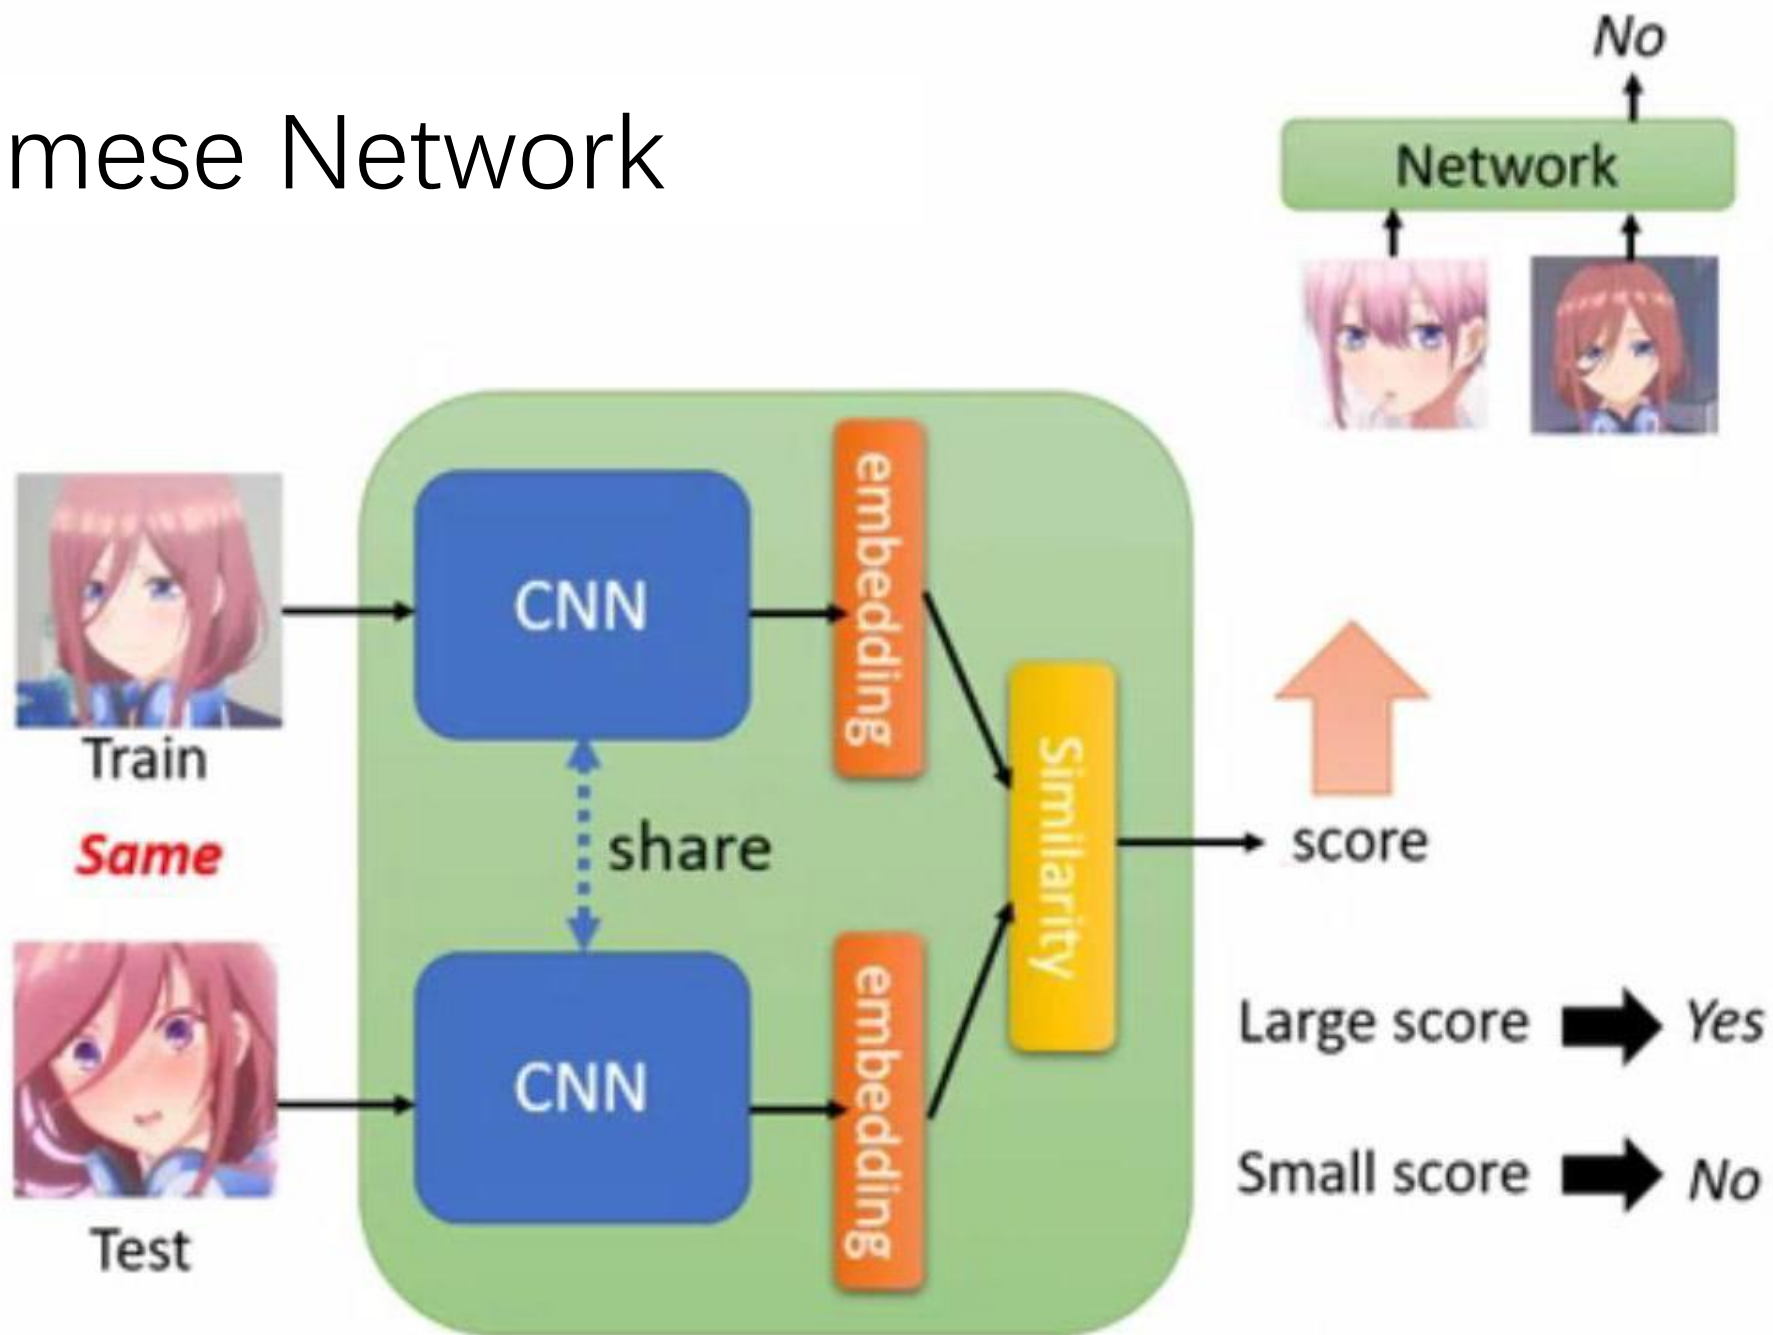 No
mese Network
Network
Train
Same
Test
CNN
share
CNN
embedding
embedding
Similarity
score
Large score
Yes
Small score
No